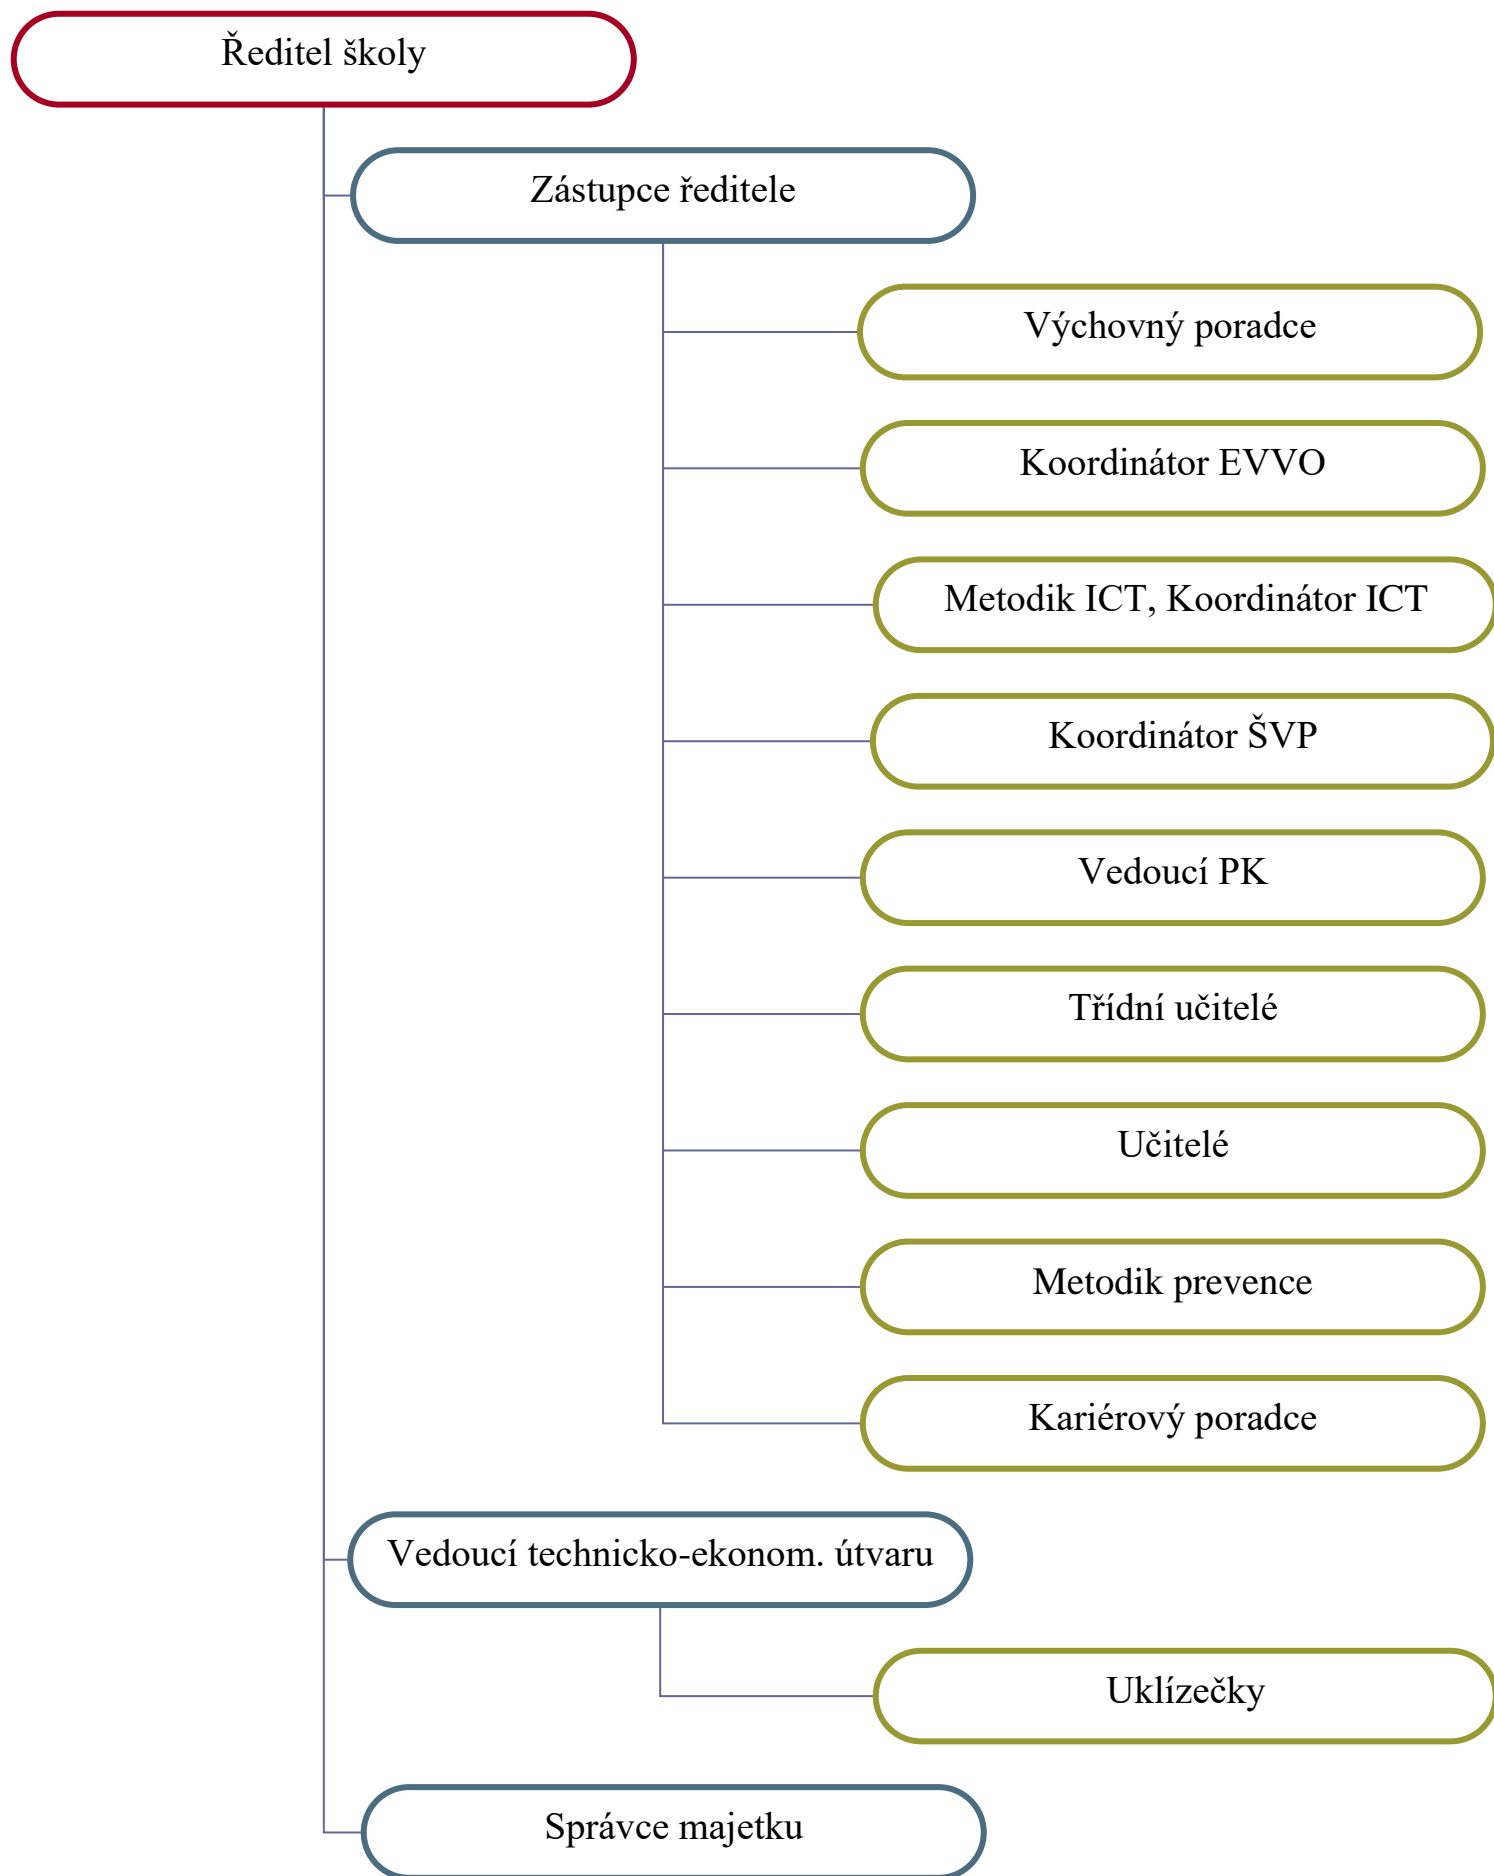 Ředitel školy
Zástupce ředitele
Výchovný poradce
Koordinátor EVVO
Metodik ICT, Koordinátor ICT
Koordinátor ŠVP
Vedoucí PK
Třídní učitelé
Učitelé
Metodik prevence
Kariérový poradce
Vedoucí technicko-ekonom. útvaru
Uklízečky
Správce majetku